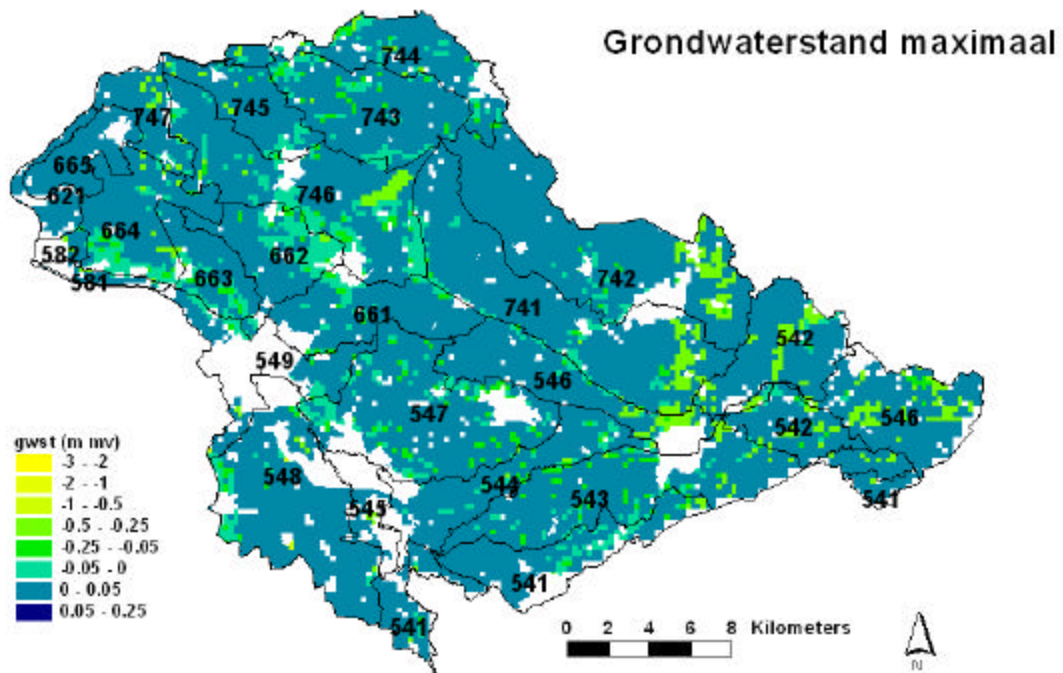 Grondwaterstand maximaal
744
747
745
743
665
621
746
664
582
662
581
663
742
661
741
542
549
546
547
542
546
548
544
543
545
541
541
541
gwst (m mv)
-3 - -2
-2 - -1
-1 - -0.5
-0.5 - -0.25
-0.25 - -0.05
-0.05 - 0
0 - 0.05
0.05 - 0.25
0 2 4 6 8 Kilometers
N